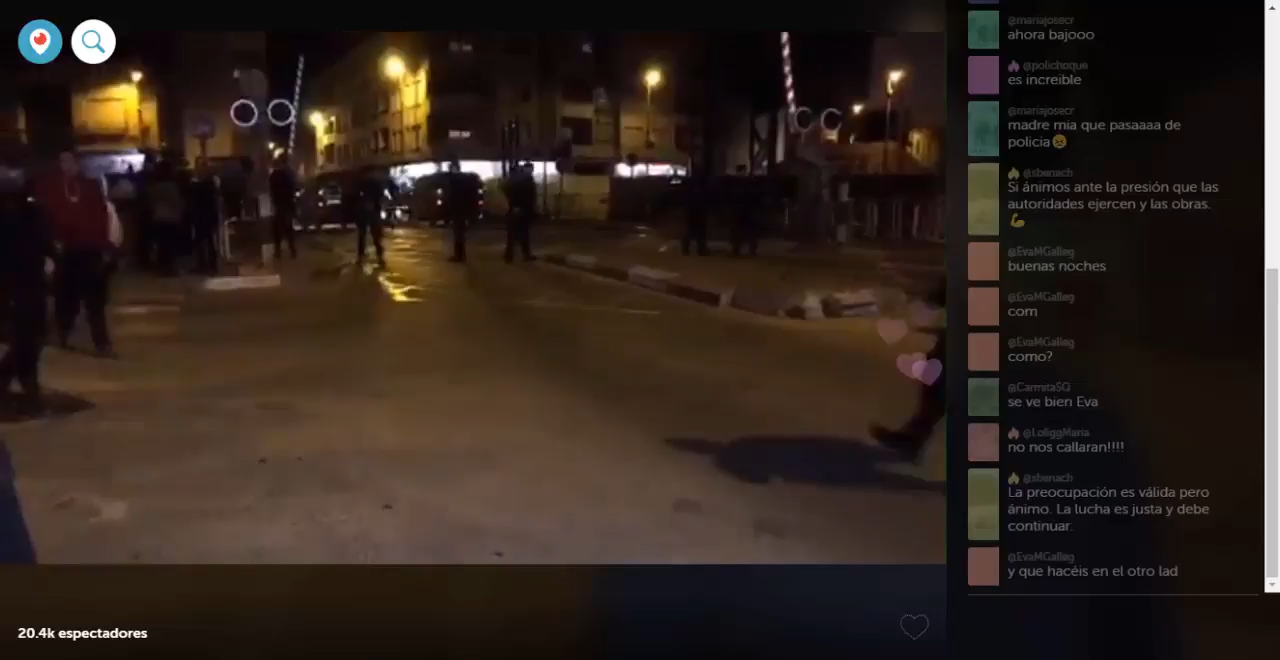 @mariajosecr
ahora bajooo
@polichoque
es increible
@mariajosecr
madre mia que pasaaaa de
policia😣
@sbenach
Si ánimos ante la presión que las
autoridades ejercen y las obras.
💪
@EvaMGalleg
buenas noches
@EvaMGalleg
com
@EvaMGalleg
como?
@CarmitaSG
se ve bien Eva
@LoliggMaria
no nos callaran!!!!
@sbenach
La preocupación es válida pero
ánimo. La lucha es justa y debe
continuar.
@EvaMGalleg
y que hacéis en el otro lad
20.4k espectadores